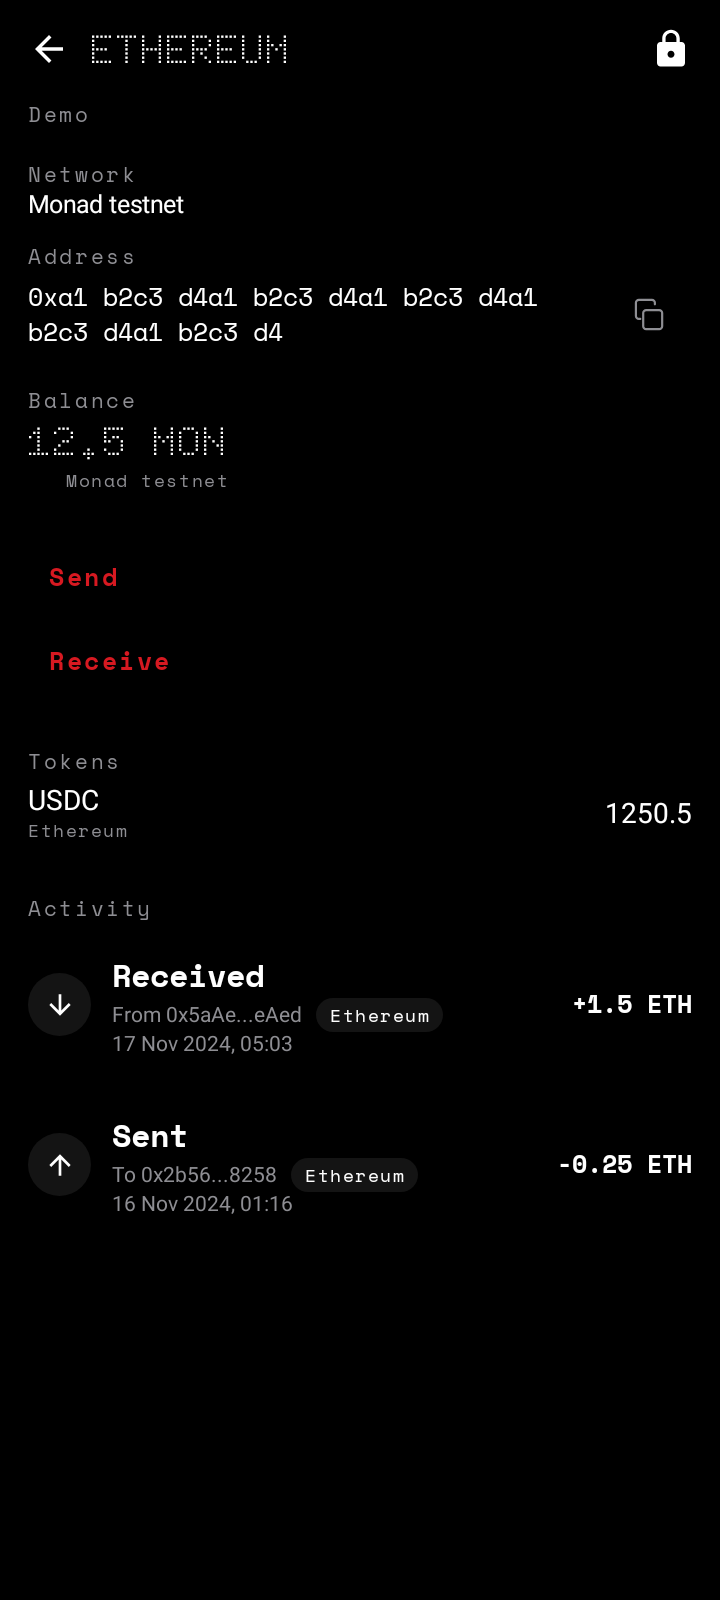 ETHEREUM
Demo
Network
Monad testnet
Address
0xa1 b2c3 d4a1 b2c3 d4a1 b2c3 d4a1
b2c3 d4a1 b2c3 d4
Balance
12,5 MON
Monad testnet
Send
Receive
Tokens
USDC
1250.5
Ethereum
Activity
Received
From 0x5aAe...eAed Ethereum
+1.5 ETH
17 Nov 2024, 05:03
Sent
To 0x2b56...8258 Ethereum
-0.25 ETH
16 Nov 2024, 01:16